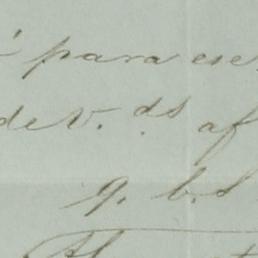 para ese
de V. ds af
q. b. s